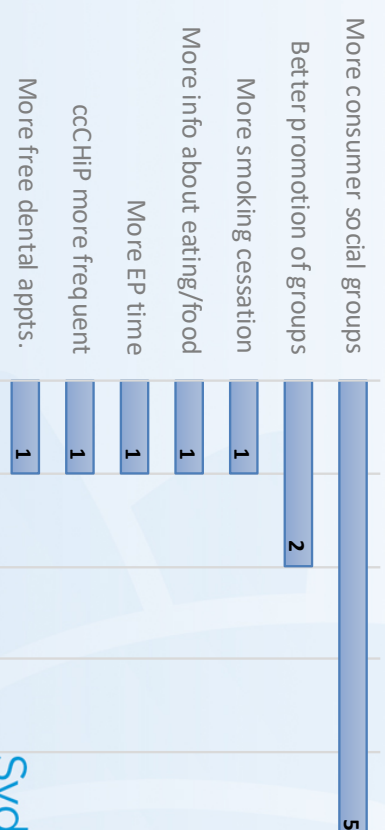 More consumer social groups
5
Better promotion of groups
2
More smoking cessation
1
More info about eating/food
1
More EP time
1
ccCHiP more frequent
1
More free dental appts.
1